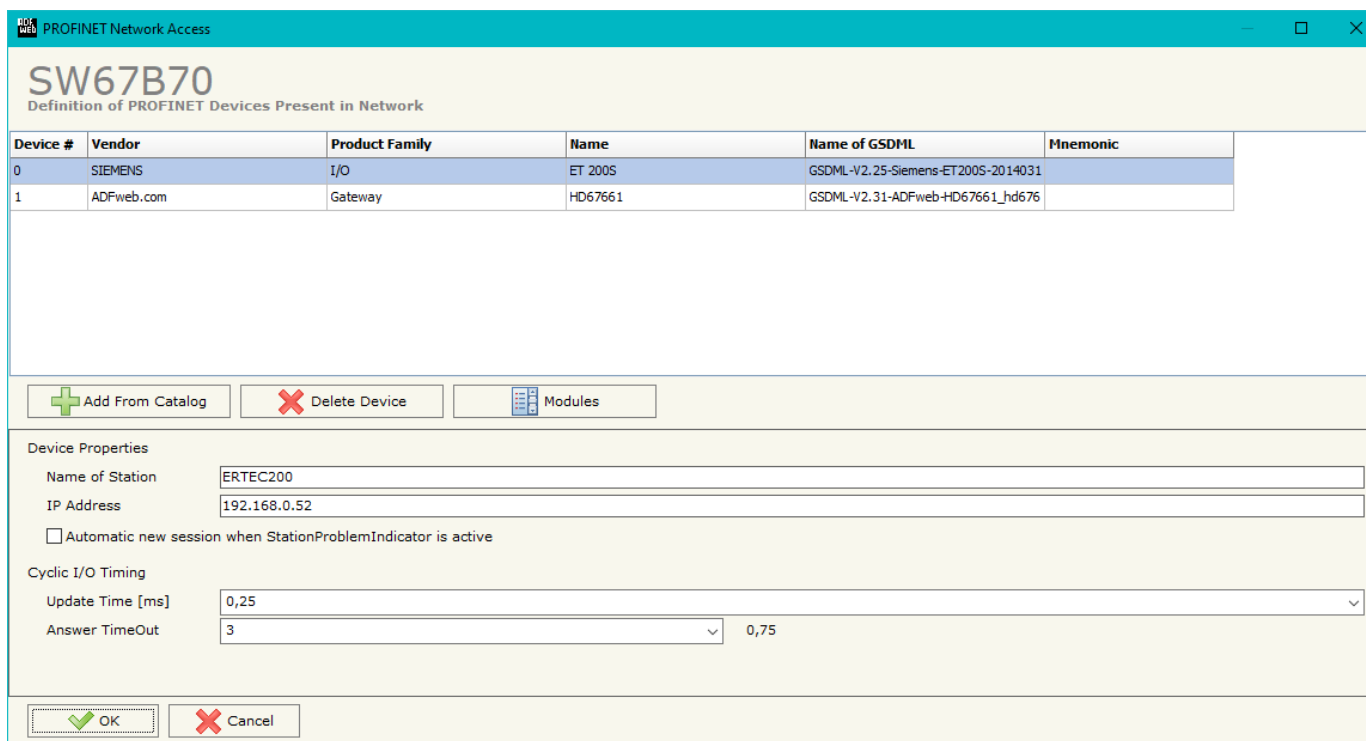 ADF WEB PROFINET Network Access
SW67B70
Definition of PROFINET Devices Present in Network
Device # Vendor Product Family Name Name of GSDML Mnemonic
0 SIEMENS I/O ET 200S GSDML-V2.25-Siemens-ET200S-2014031
1 ADFweb.com Gateway HD67661 GSDML-V2.31-ADFweb-HD67661_hd676
Add From Catalog Delete Device Modules
Device Properties
Name of Station ERTEC200
IP Address 192.168.0.52
Automatic new session when StationProblemIndicator is active
Cyclic I/O Timing
Update Time [ms] 0,25
Answer TimeOut 3 0,75
OK Cancel